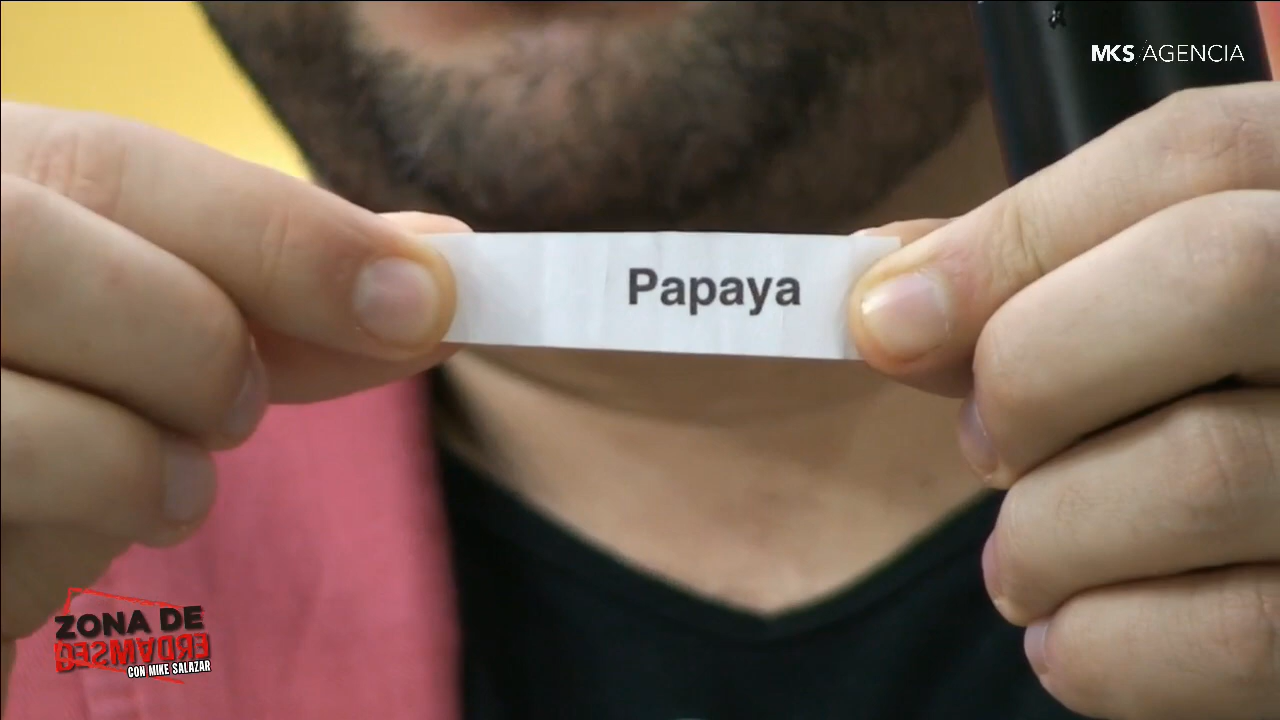 MKS AGENCIA
Papaya
ZONA DE
DESMADRE
CON MIKE SALAZAR